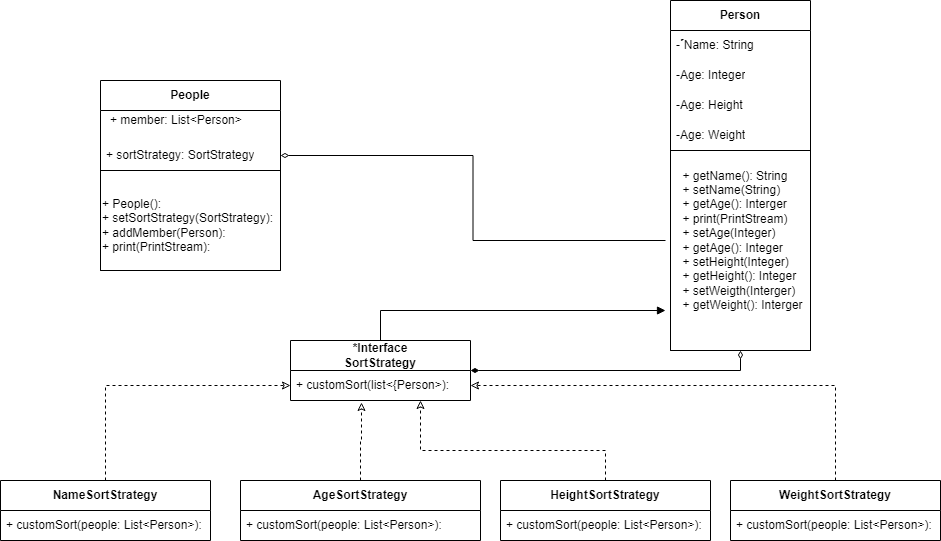 Person
-˝Name: String
-Age: Integer
-Age: Height
-Age: Weight
+ getName(): String
+ setName(String)
+ getAge(): Interger
+ print(PrintStream)
+ setAge(Integer)
+ getAge(): Integer
+ setHeight(Integer)
+ getHeight(): Integer
+ setWeigth(Interger)
+ getWeight(): Interger
People
+ member: List<Person>
+ sortStrategy: SortStrategy
+ People():
+ setSortStrategy(SortStrategy):
+ addMember(Person):
+ print(PrintStream):
*Interface
SortStrategy
+ customSort(list<{Person>):
NameSortStrategy
+ customSort(people: List<Person>):
AgeSortStrategy
+ customSort(people: List<Person>):
HeightSortStrategy
+ customSort(people: List<Person>):
WeightSortStrategy
+ customSort(people: List<Person>):